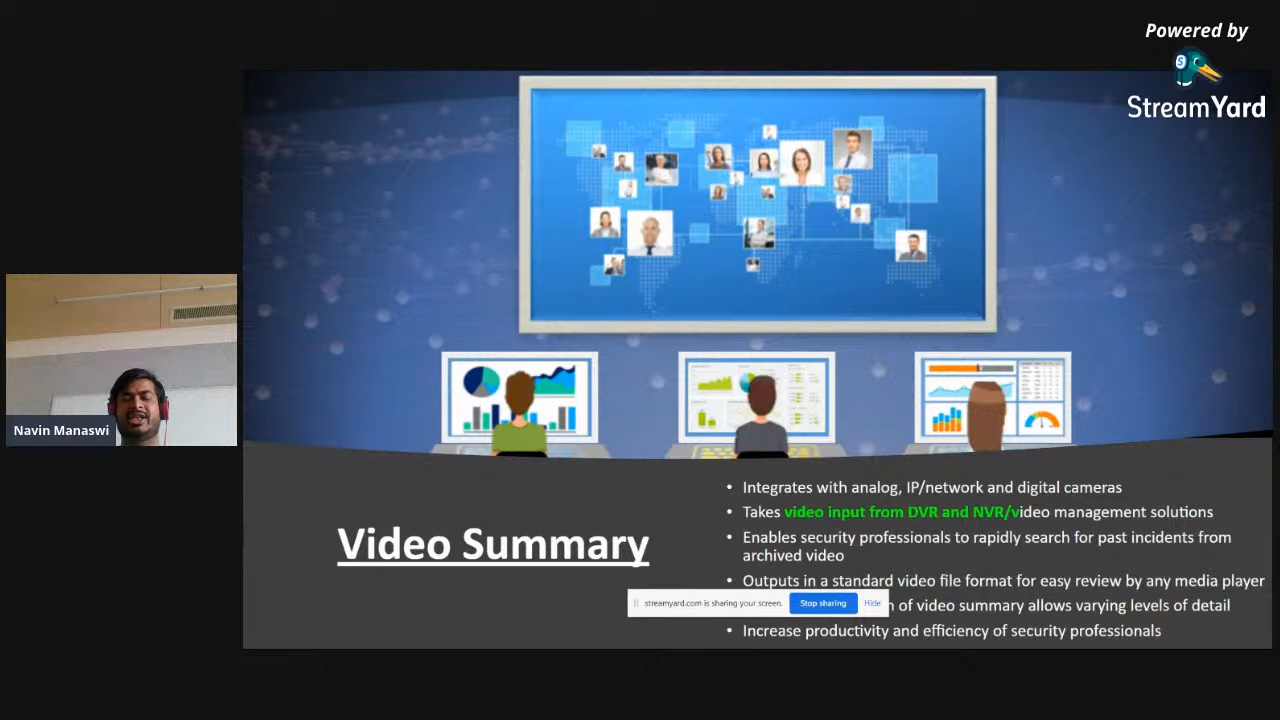 Powered by
StreamYard
Navin Manaswi
Video Summary
• Integrates with analog, IP/network and digital cameras
• Takes video input from DVR and NVR/video management solutions
• Enables security professionals to rapidly search for past incidents from
archived video
• Outputs in a standard video file format for easy review by any media player
streamyard.com is sharing your screen. Stop sharing Hide
of video summary allows varying levels of detail
• Increase productivity and efficiency of security professionals